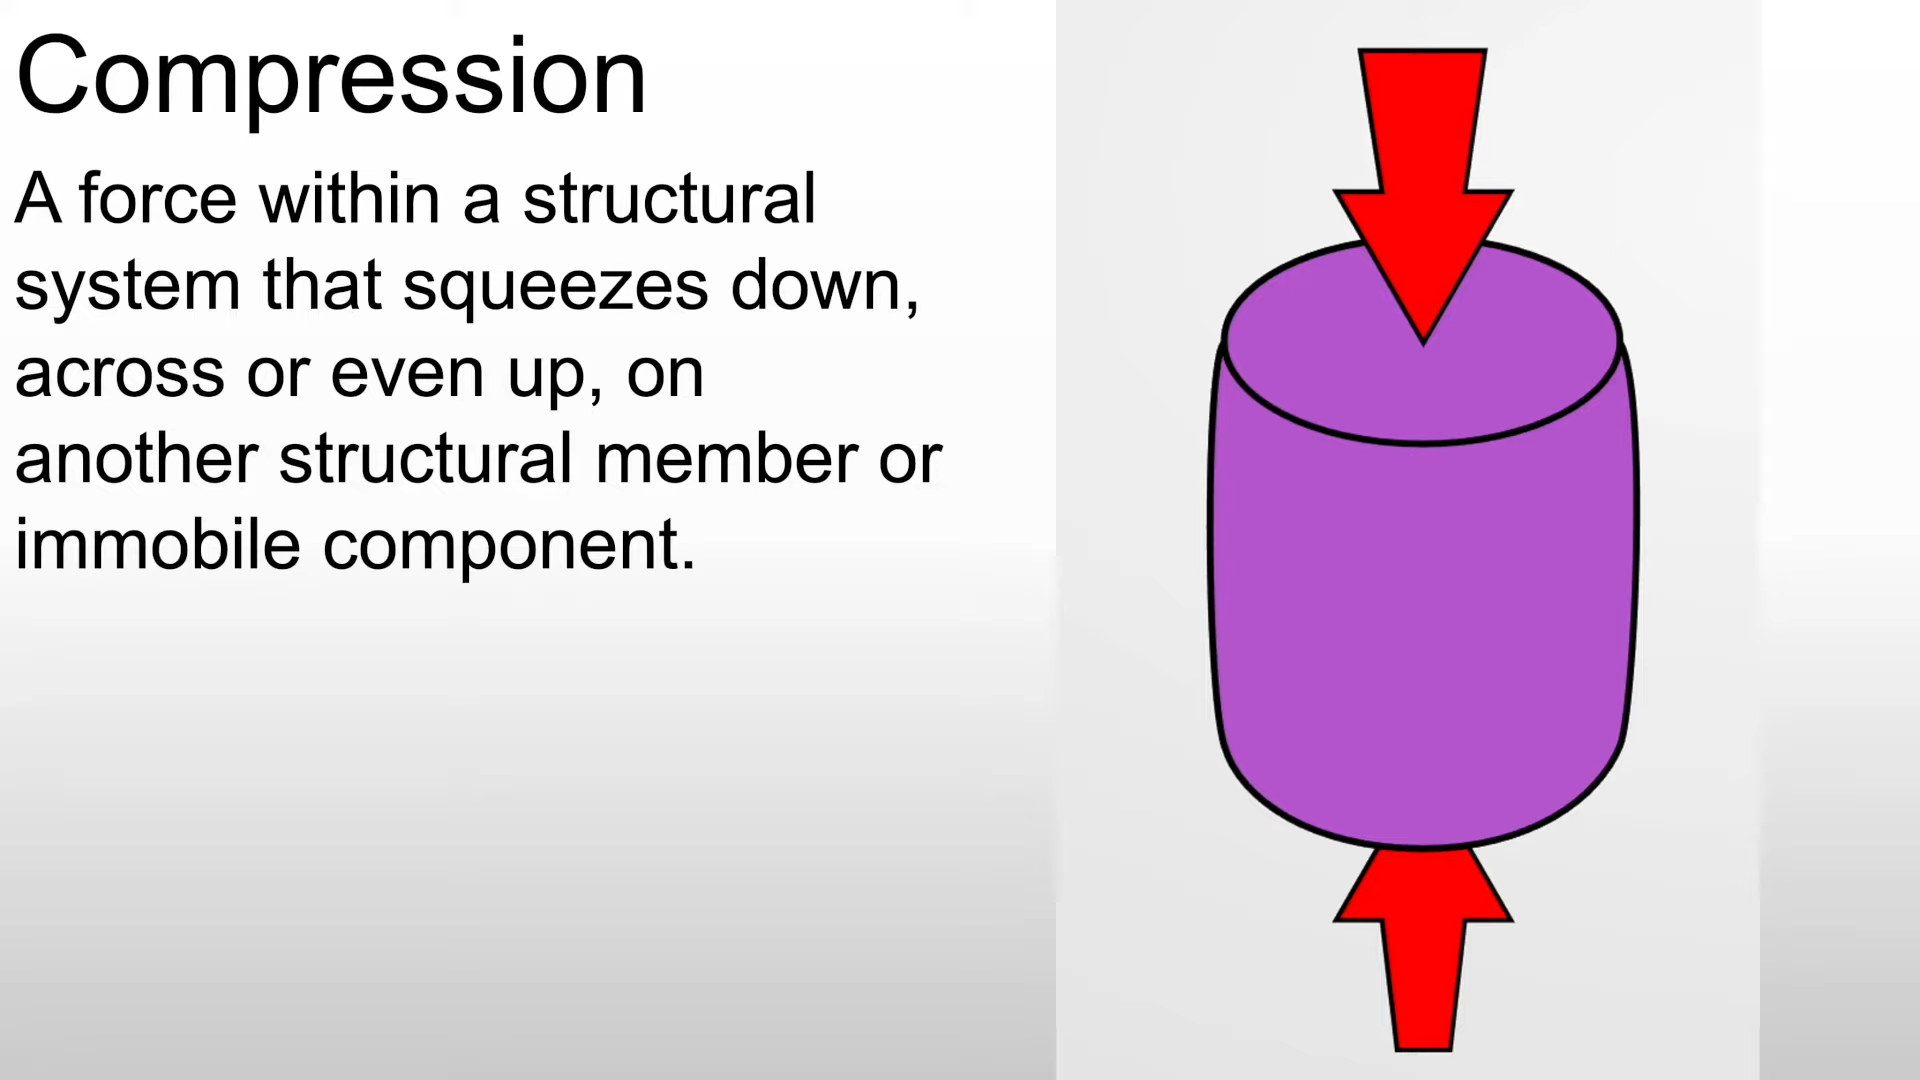 Compression
A force within a structural
system that squeezes down,
across or even up, on
another structural member or
immobile component.